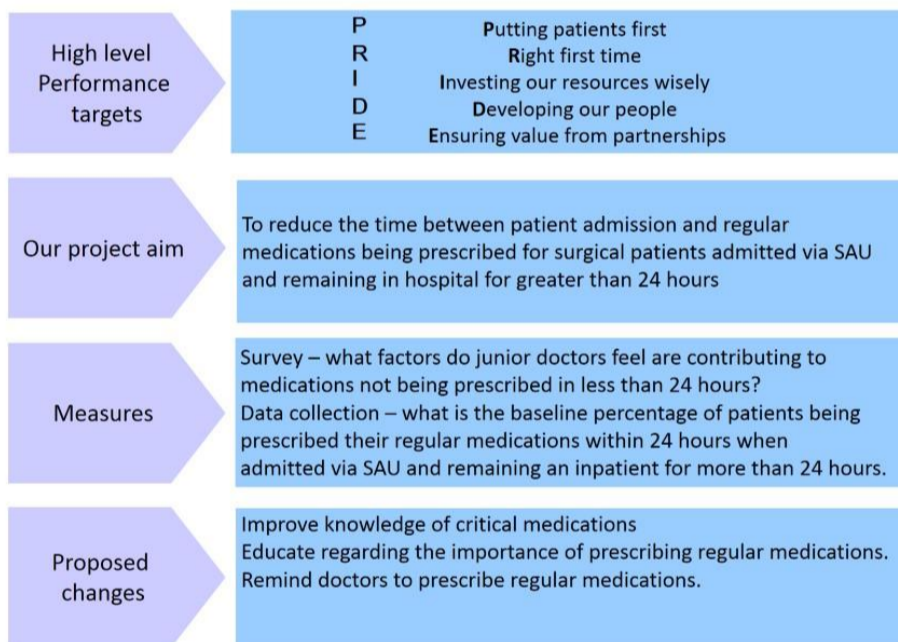 High level
Performance
targets
P Putting patients first
R Right first time
I Investing our resources wisely
D Developing our people
E Ensuring value from partnerships
Our project aim
To reduce the time between patient admission and regular
medications being prescribed for surgical patients admitted via SAU
and remaining in hospital for greater than 24 hours
Measures
Survey – what factors do junior doctors feel are contributing to
medications not being prescribed in less than 24 hours?
Data collection – what is the baseline percentage of patients being
prescribed their regular medications within 24 hours when
admitted via SAU and remaining an inpatient for more than 24 hours.
Proposed
changes
Improve knowledge of critical medications
Educate regarding the importance of prescribing regular medications.
Remind doctors to prescribe regular medications.